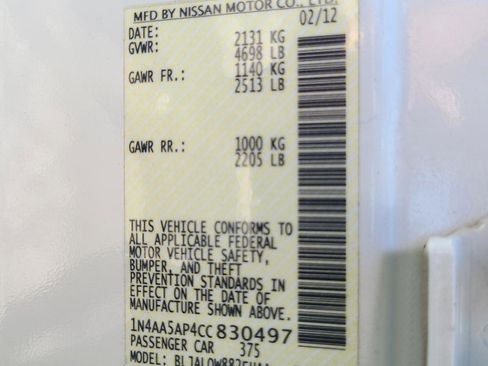 MFD BY NISSAN MOTOR CO., LTD.
DATE: 02/12
GVWR: 2131 KG
4698 LB
GAWR FR.: 1140 KG
2513 LB
GAWR RR.: 1000 KG
2205 LB
THIS VEHICLE CONFORMS TO
ALL APPLICABLE FEDERAL
MOTOR VEHICLE SAFETY,
BUMPER, AND THEFT
PREVENTION STANDARDS IN
EFFECT ON THE DATE OF
MANUFACTURE SHOWN ABOVE.
1N4AA5AP4CC830497
PASSENGER CAR 375
MODEL: